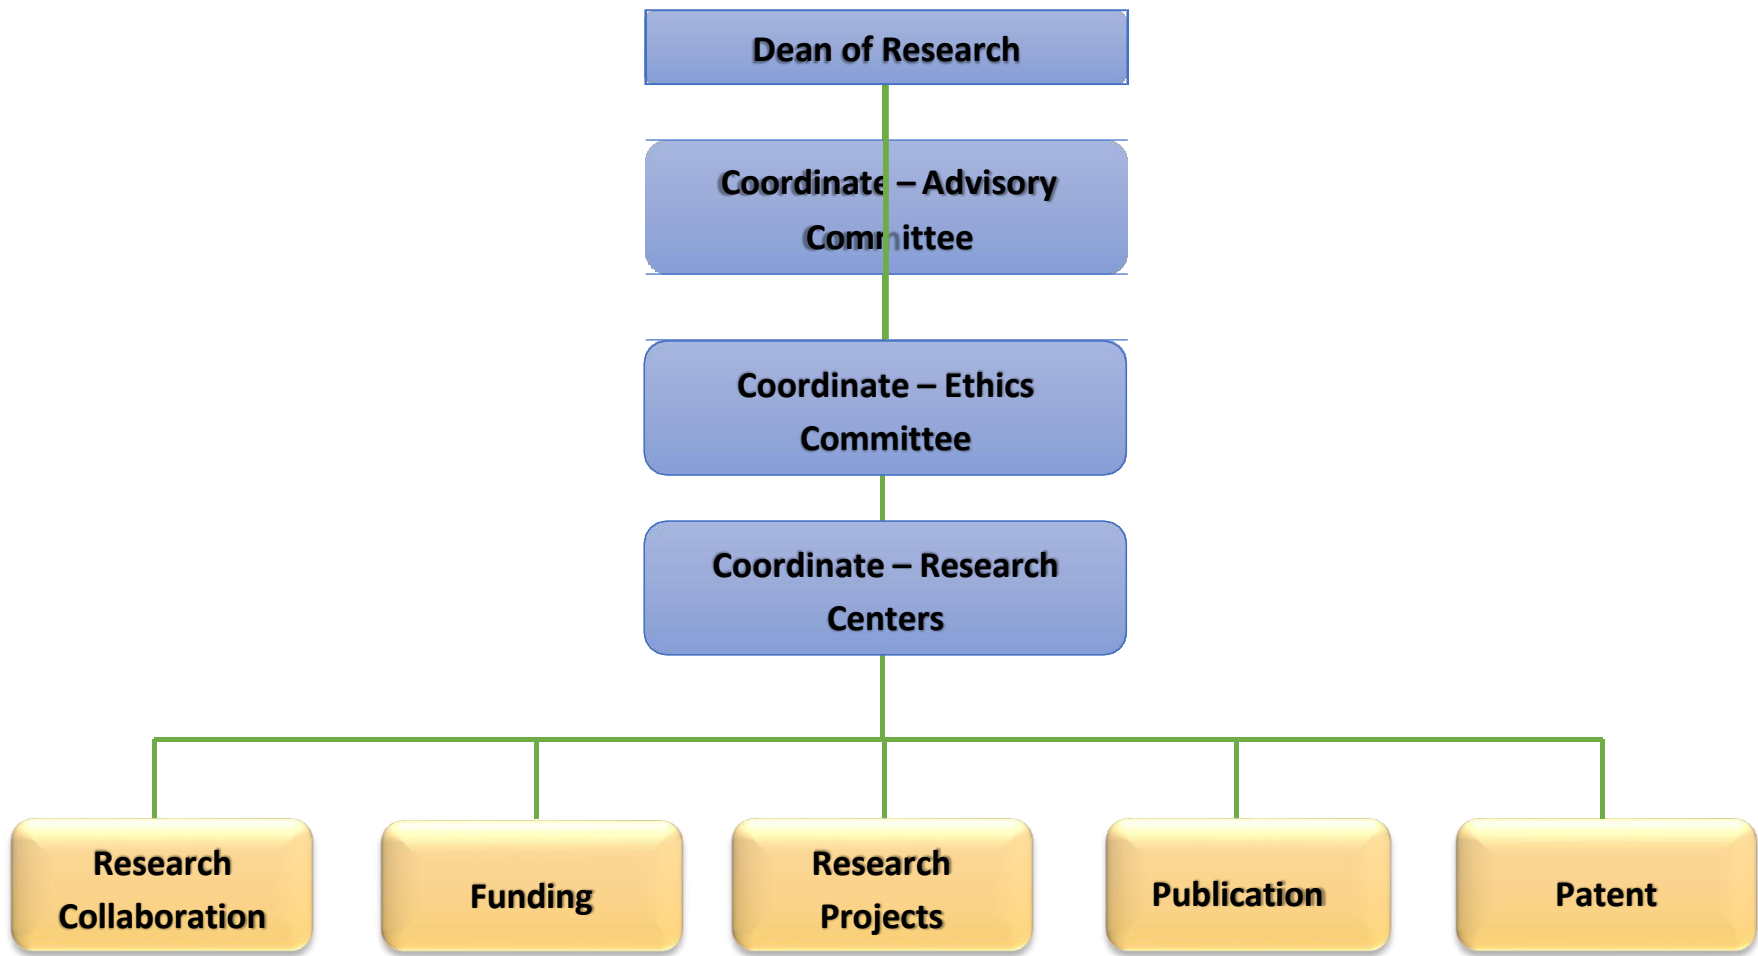 Dean of Research
Coordinate – Advisory
Committee
Coordinate – Ethics
Committee
Coordinate – Research
Centers
Research
Collaboration
Funding
Research
Projects
Publication
Patent